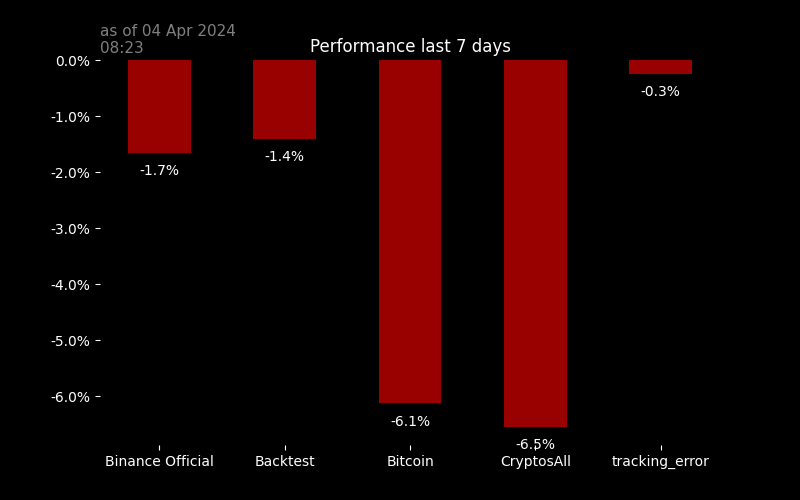 as of 04 Apr 2024
08:23
Performance last 7 days
0.0%
-1.0%
-2.0%
-3.0%
-4.0%
-5.0%
-6.0%
-1.7%
-1.4%
-6.1%
-6.5%
-0.3%
Binance Official
Backtest
Bitcoin
CryptosAll
tracking_error